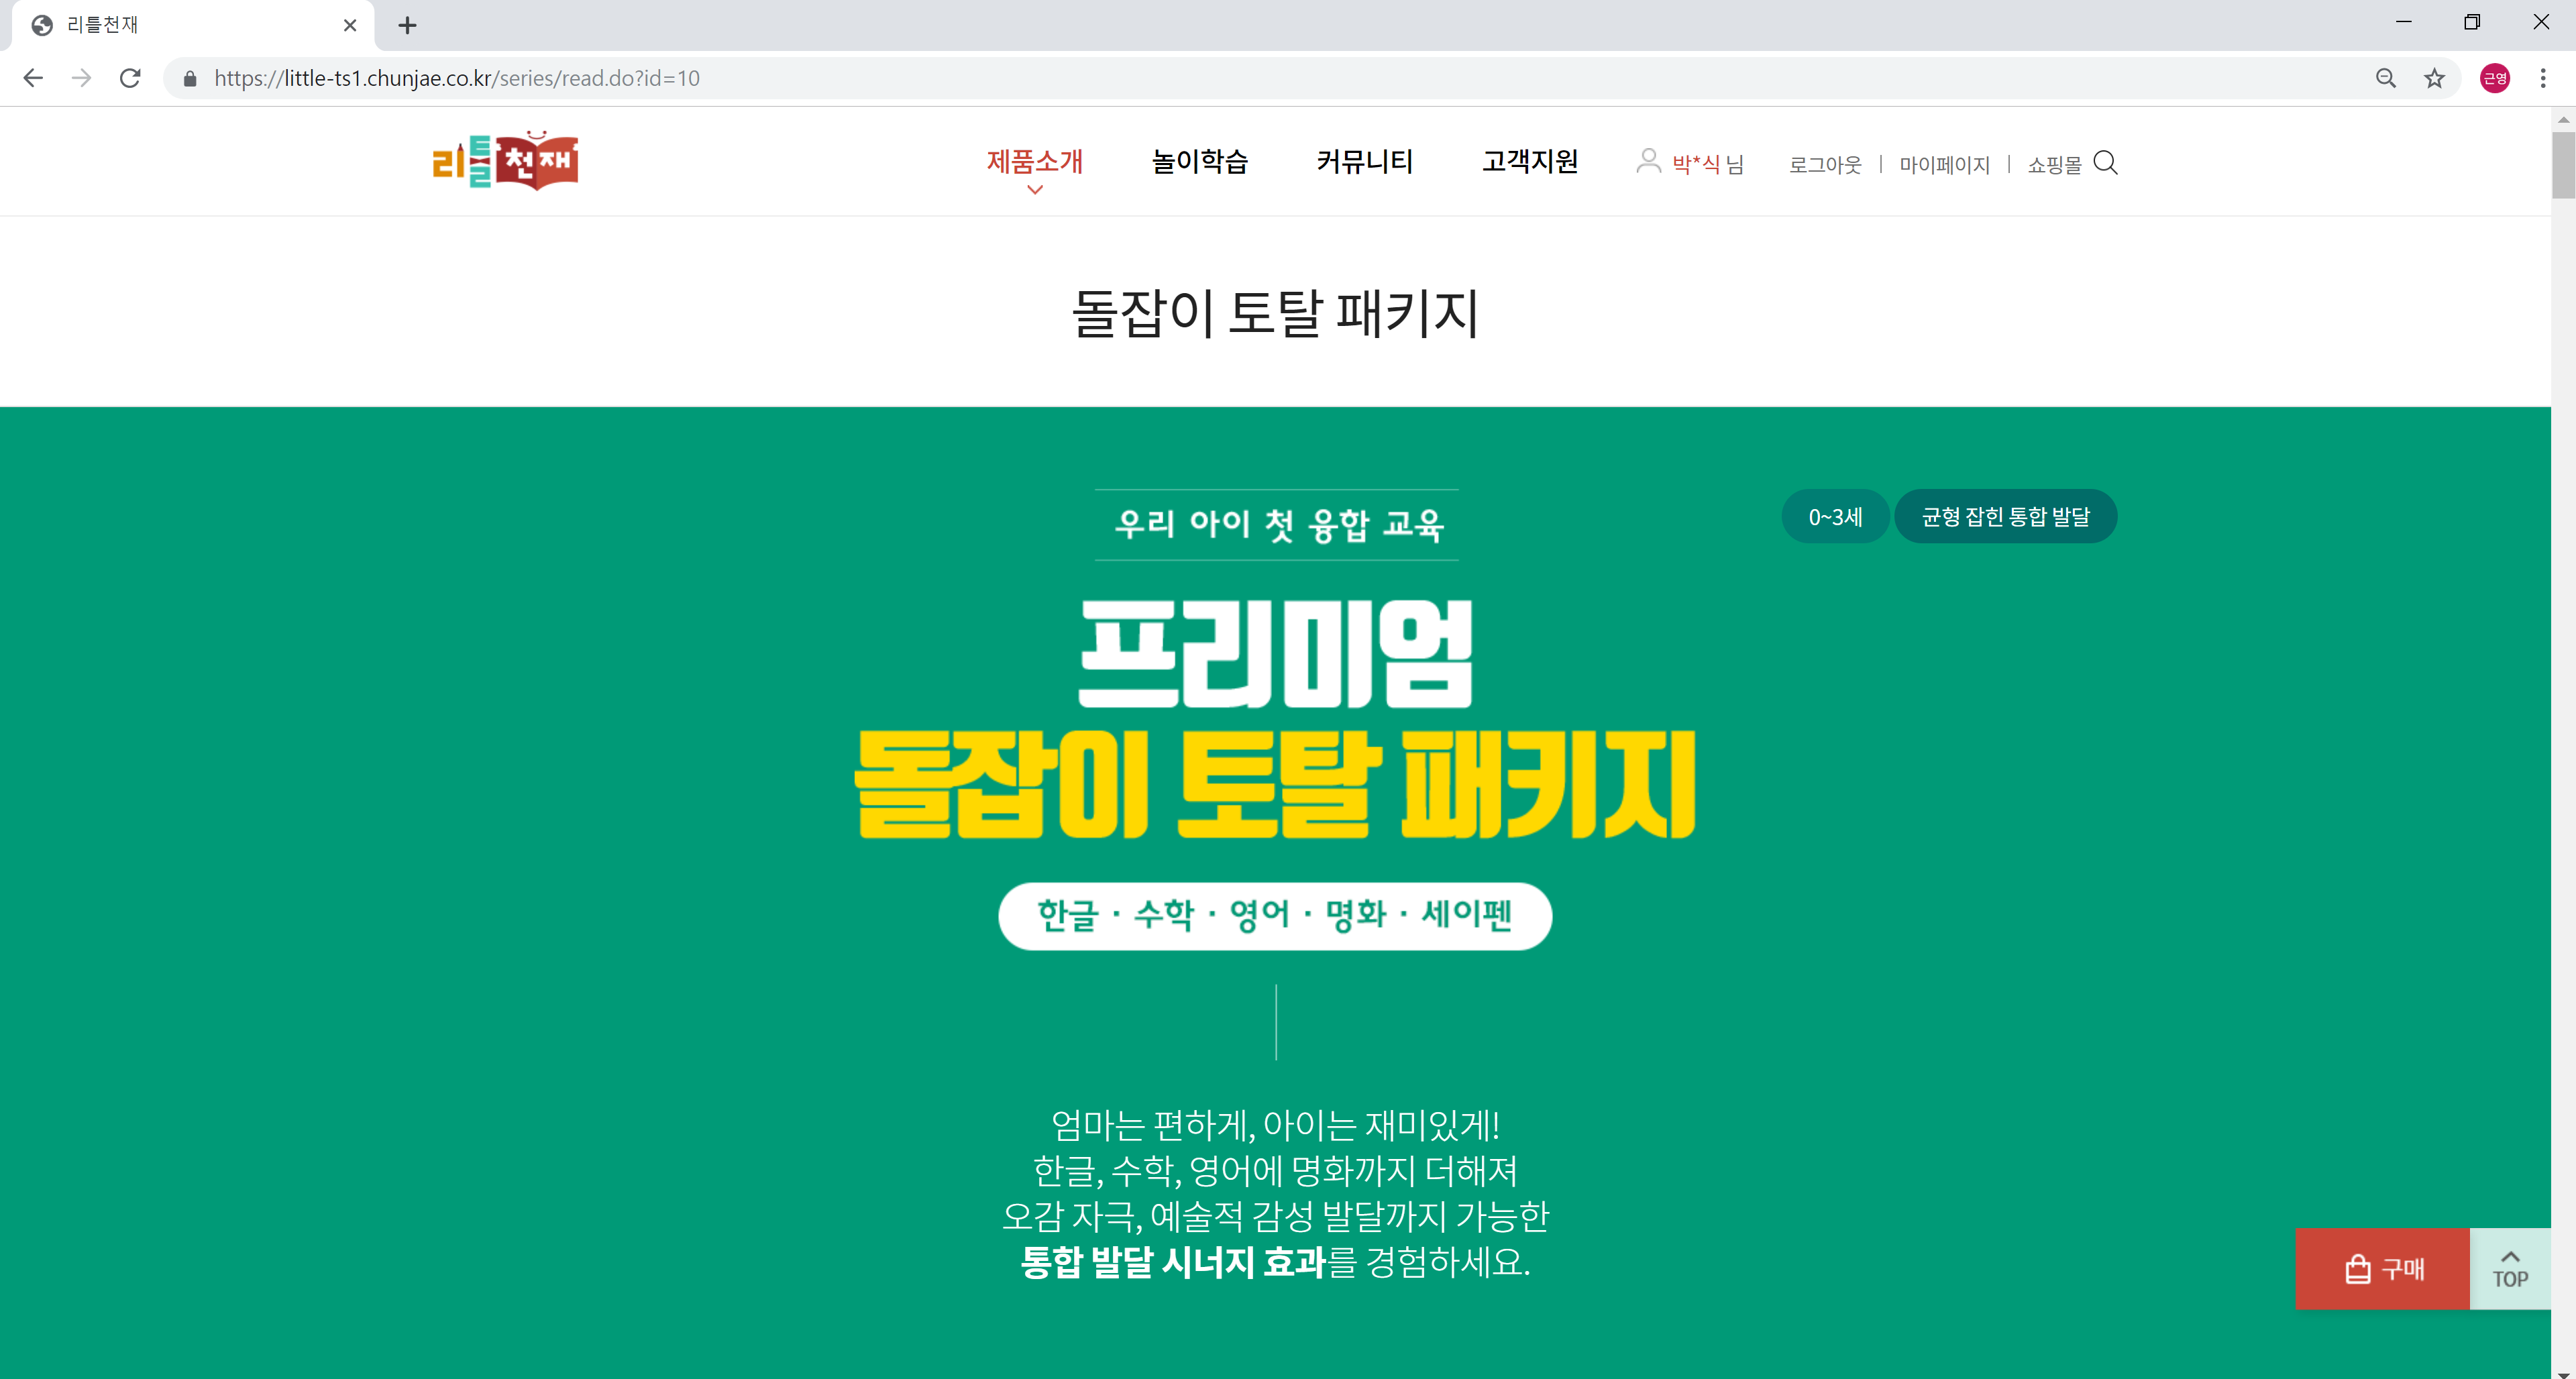 리틀천재
https://little-ts1.chunjae.co.kr/series/read.do?id=10
근영
리틀천재
제품소개 놀이학습 커뮤니티 고객지원 박*식 님 로그아웃 | 마이페이지 | 쇼핑몰
돌잡이 토탈 패키지
우리 아이 첫 융합 교육
0~3세 균형 잡힌 통합 발달
프리미엄
돌잡이 토탈 패키지
한글 · 수학 · 영어 · 명화 · 세이펜
엄마는 편하게, 아이는 재미있게!
한글, 수학, 영어에 명화까지 더해져
오감 자극, 예술적 감성 발달까지 가능한
통합 발달 시너지 효과를 경험하세요.
구매
TOP